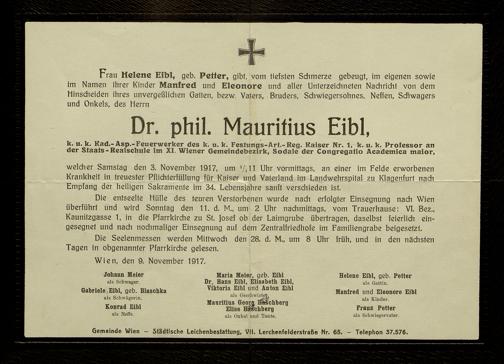 Frau Helene Eibl, geb. Petter, gibt, vom tiefsten Schmerze gebeugt, im eigenen sowie
im Namen ihrer Kinder Manfred und Eleonore und aller Unterzeichneten Nachricht von dem
Hinscheiden ihres unvergeßlichen Gatten, bezw. Vaters, Bruders, Schwiegersohnes, Neffen, Schwagers
und Onkels, des Herrn
Dr. phil. Mauritius Eibl,
k. u. k. Kad.-Asp.-Feuerwerker des k. u. k. Festungs-Art.-Reg. Kaiser Nr. 1, k. u. k. Professor an
der Staats-Realschule im XI. Wiener Gemeindebezirk, Sodale der Congregatio Academica maior,
welcher Samstag den 3. November 1917, um 1/211 Uhr vormittags, an einer im Felde erworbenen
Krankheit in treuester Pflichterfüllung für Kaiser und Vaterland im Landwehrspital zu Klagenfurt nach
Empfang der heiligen Sakramente im 34. Lebensjahre sanft verschieden ist.
Die entseelte Hülle des teuren Verstorbenen wurde nach erfolgter Einsegnung nach Wien
überführt und wird Sonntag den 11. d. M., um 2 Uhr nachmittags, vom Trauerhause: VI. Bez.,
Kaunitzgasse 1, in die Pfarrkirche zu St. Josef ob der Laimgrube übertragen, daselbst feierlich ein-
gesegnet und nach nochmaliger Einsegnung auf dem Zentralfriedhofe im Familiengrabe beigesetzt.
Die Seelenmessen werden Mittwoch den 28. d. M., um 8 Uhr früh, und in den nächsten
Tagen in obgenannter Pfarrkirche gelesen.
Wien, den 9. November 1917.
Johann Meier
als Schwager.
Gabriele Eibl, geb. Blaschka
als Schwägerin.
Konrad Eibl
als Neffe.
Maria Meier, geb. Eibl
Dr. Hans Eibl, Elisabeth Eibl,
Viktoria Eibl und Anton Eibl
als Geschwister.
Mauritius Georg
Elise
als Onkel und Tante.
Helene Eibl, geb. Petter
als Gattin.
Manfred und Eleonore Eibl
als Kinder.
Franz Petter
als Schwiegervater.
Gemeinde Wien — Städtische Leichenbestattung, VII. Lerchenfelderstraße Nr. 65. — Telephon 37.576.